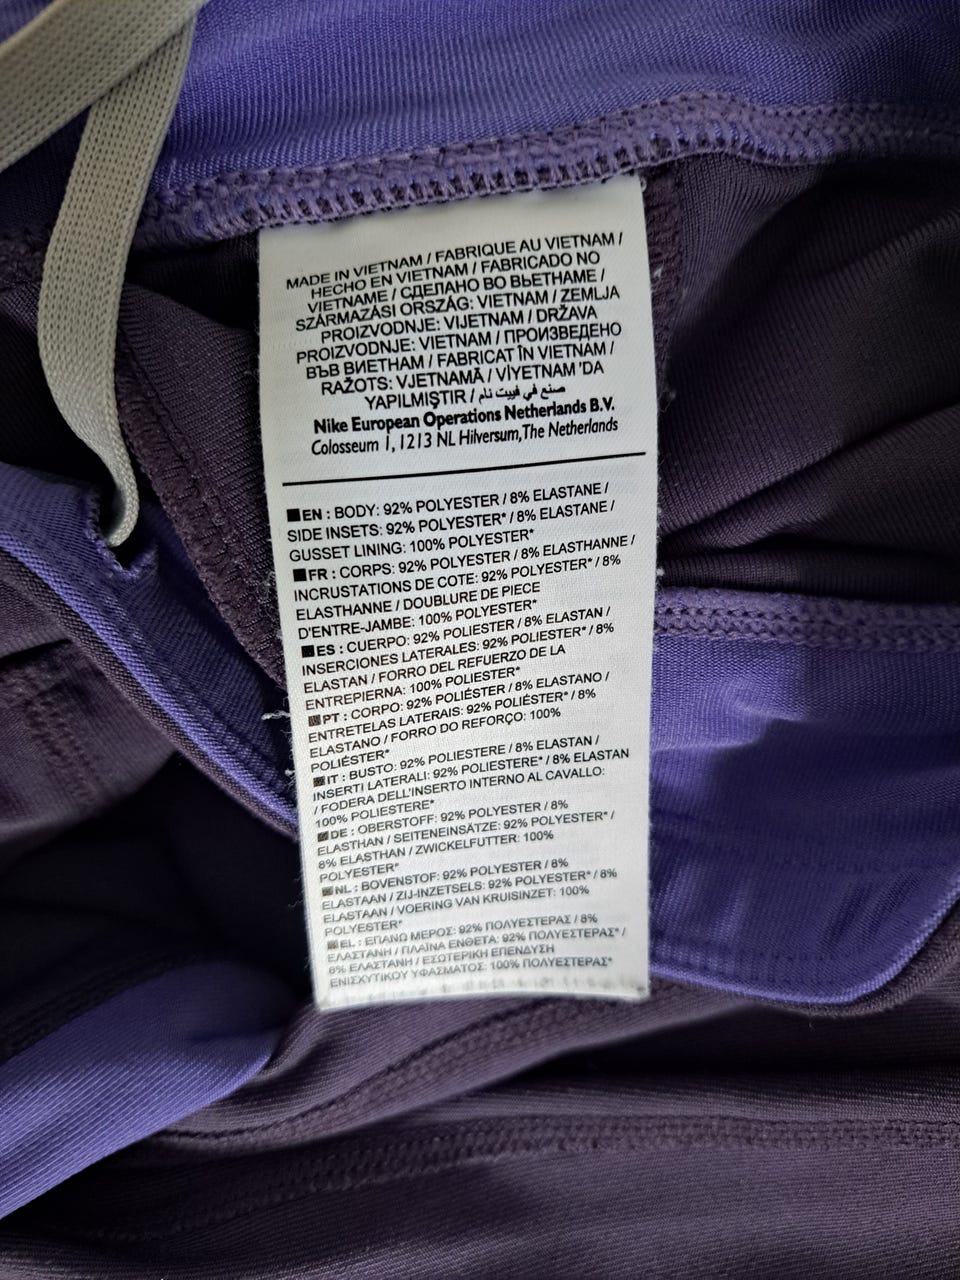 MADE IN VIETNAM / FABRIQUE AU VIETNAM /
HECHO EN VIETNAM / FABRICADO NO
VIETNAME / СДЕЛАНО ВО ВЬЕТНАМЕ /
SZÁRMAZÁSI ORSZÁG: VIETNAM / ZEMLJA
PROIZVODNJE: VIJETNAM / DRŽAVA
PROIZVODNJE: VIETNAM / ПРОИЗВЕДЕНО
ВЪВ ВИЕТНАМ / FABRICAT ÎN VIETNAM /
RAŽOTS: VJETNAMĀ / VİYETNAM 'DA
YAPILMIŞTIR / صنع في فييت نام
Nike European Operations Netherlands B.V.
Colosseum 1, 1213 NL Hilversum, The Netherlands
■EN : BODY: 92% POLYESTER / 8% ELASTANE /
SIDE INSETS: 92% POLYESTER* / 8% ELASTANE /
GUSSET LINING: 100% POLYESTER*
■FR : CORPS: 92% POLYESTER / 8% ELASTHANNE /
INCRUSTATIONS DE COTE: 92% POLYESTER* / 8%
ELASTHANNE / DOUBLURE DE PIECE
D'ENTRE-JAMBE: 100% POLYESTER*
■ES : CUERPO: 92% POLIÉSTER / 8% ELASTAN /
INSERCIONES LATERALES: 92% POLIÉSTER* / 8%
ELASTAN / FORRO DEL REFUERZO DE LA
ENTREPIERNA: 100% POLIÉSTER*
■PT : CORPO: 92% POLIÉSTER / 8% ELASTANO /
ENTRETELAS LATERAIS: 92% POLIÉSTER* / 8%
ELASTANO / FORRO DO REFORÇO: 100%
POLIÉSTER*
■IT : BUSTO: 92% POLIESTERE / 8% ELASTAN /
INSERTI LATERALI: 92% POLIESTERE* / 8% ELASTAN
/ FODERA DELL'INSERTO INTERNO AL CAVALLO:
100% POLIESTERE*
■DE : OBERSTOFF: 92% POLYESTER / 8%
ELASTHAN / SEITENEINSÄTZE: 92% POLYESTER* /
8% ELASTHAN / ZWICKELFUTTER: 100%
POLYESTER*
■NL : BOVENSTOF: 92% POLYESTER / 8%
ELASTAAN / ZIJ-INZETSELS: 92% POLYESTER* / 8%
ELASTAAN / VOERING VAN KRUISINZET: 100%
POLYESTER*
■EL : ΕΠΑΝΩ ΜΕΡΟΣ: 92% ΠΟΛΥΕΣΤΕΡΑΣ / 8%
ΕΛΑΣΤΑΝΗ / ΠΛΑΪΝΑ ΕΝΘΕΤΑ: 92% ΠΟΛΥΕΣΤΕΡΑΣ* /
8% ΕΛΑΣΤΑΝΗ / ΕΣΩΤΕΡΙΚΗ ΕΠΕΝΔΥΣΗ
ΕΝΙΣΧΥΤΙΚΟΥ ΥΦΑΣΜΑΤΟΣ: 100% ΠΟΛΥΕΣΤΕΡΑΣ*